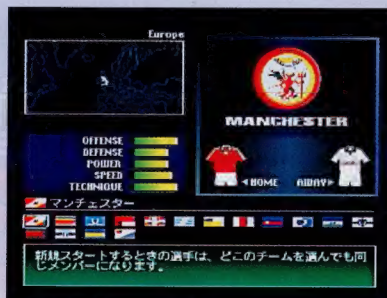 Europe
MANCHESTER
OFFENSE
DEFENSE
POWER
SPEED
TECHNIQUE
◄HOME AWAY►
マンチェスター
新規スタートするときの選手は、どこのチームを選んでも同
じメンバーになります。